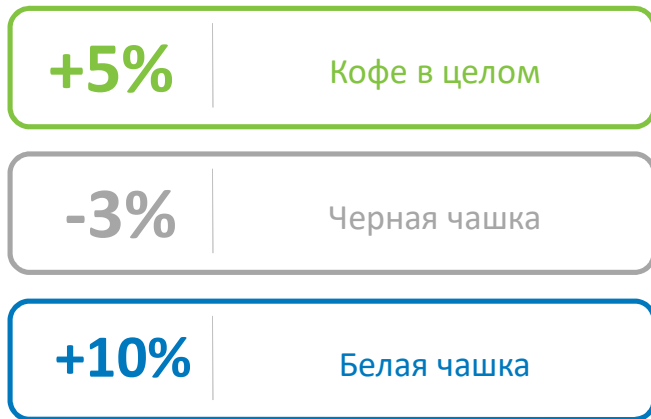 +5% Кофе в целом
-3% Черная чашка
+10% Белая чашка